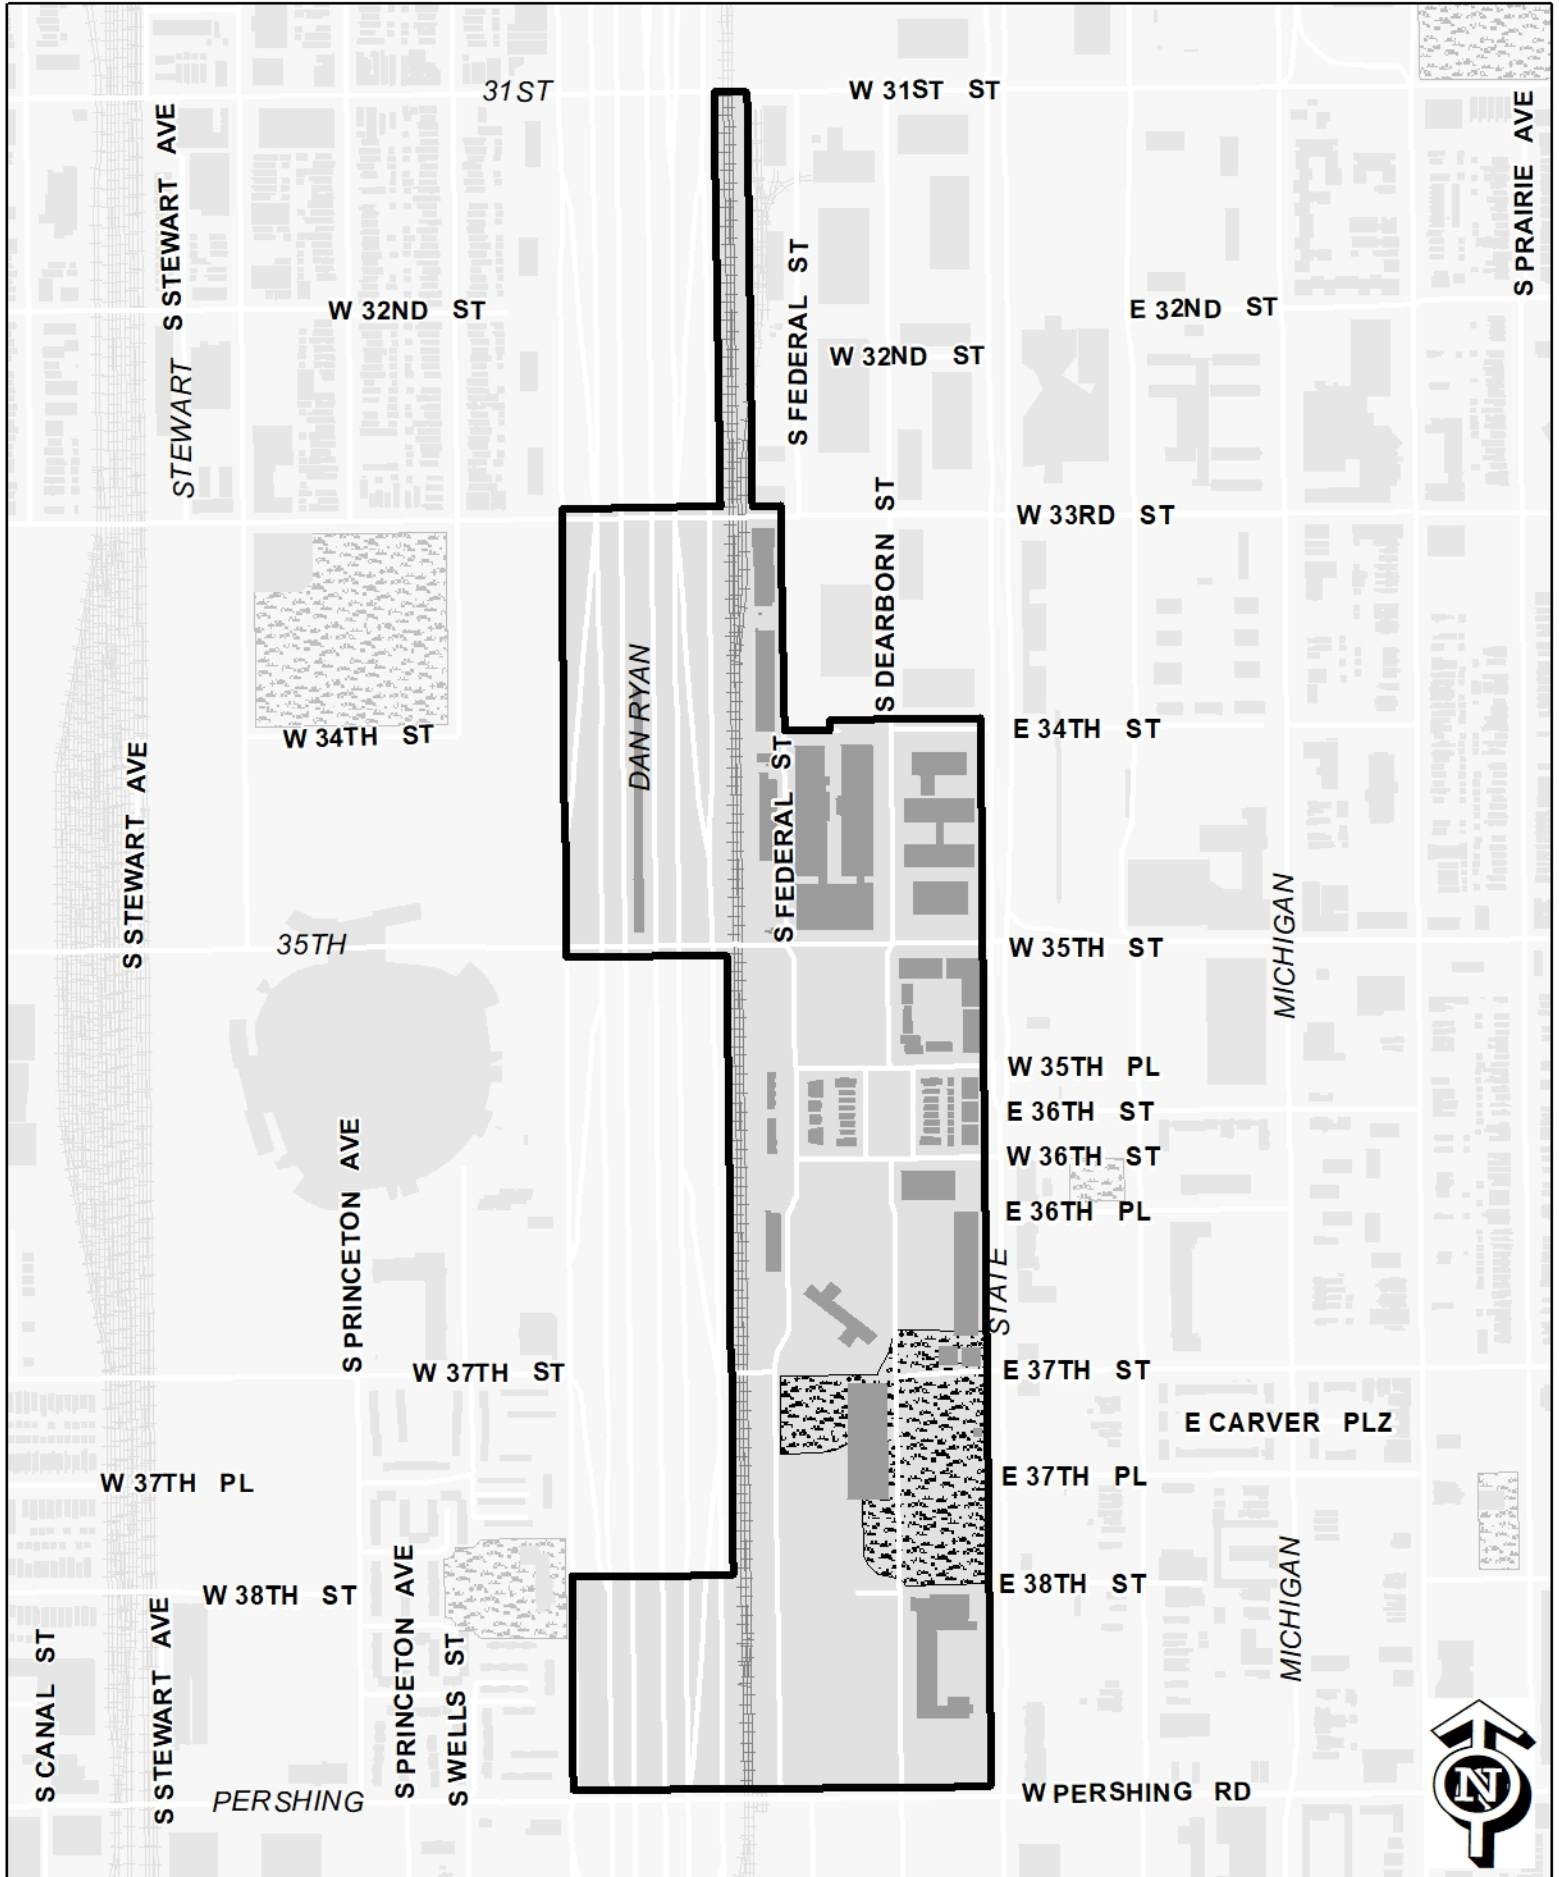 31ST
W 31ST ST
S STEWART AVE
S PRAIRIE AVE
W 32ND ST
E 32ND ST
S FEDERAL ST
W 32ND ST
STEWART
S DEARBORN ST
W 33RD ST
DAN RYAN
W 34TH ST
E 34TH ST
S STEWART AVE
S FEDERAL ST
35TH
W 35TH ST
MICHIGAN
W 35TH PL
E 36TH ST
S PRINCETON AVE
W 36TH ST
E 36TH PL
STATE
W 37TH ST
E 37TH ST
E CARVER PLZ
W 37TH PL
E 37TH PL
W 38TH ST
E 38TH ST
MICHIGAN
S CANAL ST
S STEWART AVE
S PRINCETON AVE
S WELLS ST
PERSHING
W PERSHING RD
N